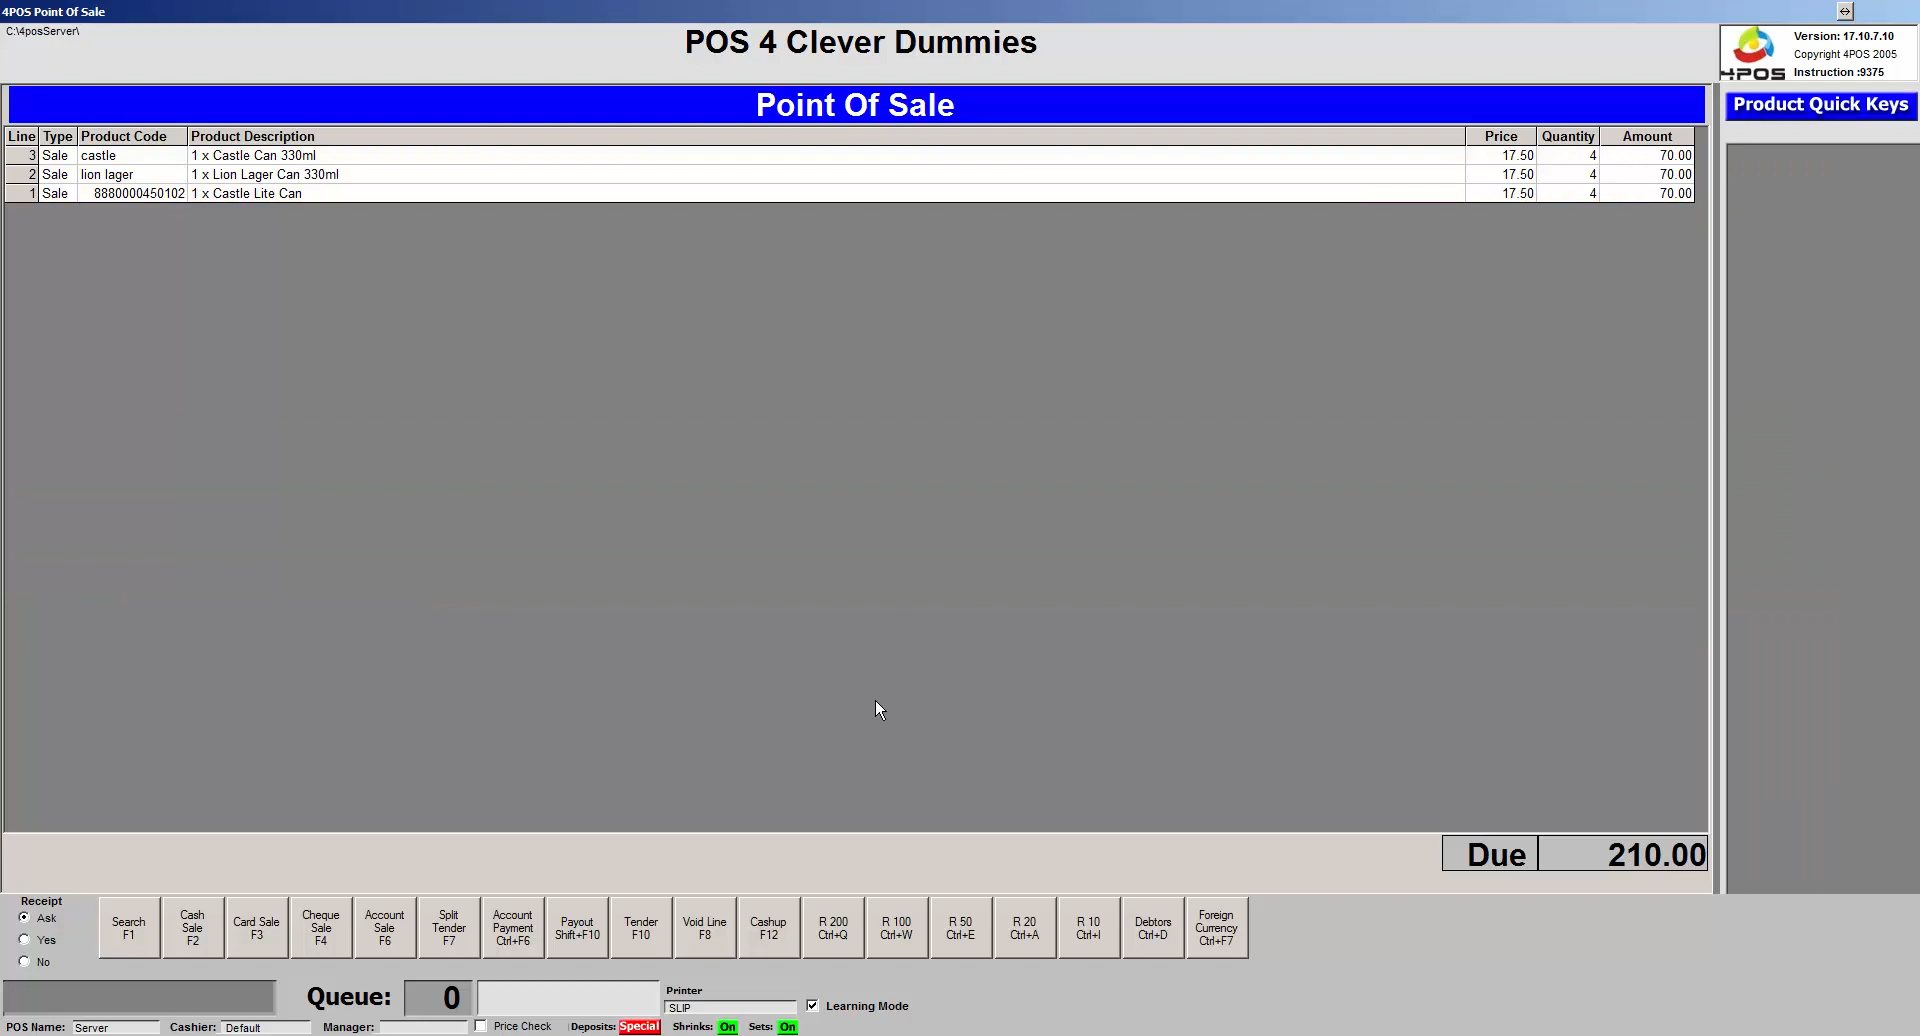 4POS Point Of Sale
C:\4posServer\
POS 4 Clever Dummies
4POS
Version: 17.10.7.10
Copyright 4POS 2005
Instruction :9375
Point Of Sale
Product Quick Keys
Line Type Product Code Product Description Price Quantity Amount
3 Sale castle 1 x Castle Can 330ml 17.50 4 70.00
2 Sale lion lager 1 x Lion Lager Can 330ml 17.50 4 70.00
1 Sale 8880000450102 1 x Castle Lite Can 17.50 4 70.00
Due 210.00
Receipt
Ask
Yes
No
Search
F1
Cash
Sale
F2
Card Sale
F3
Cheque
Sale
F4
Account
Sale
F6
Split
Tender
F7
Account
Payment
Ctrl+F6
Payout
Shift+F10
Tender
F10
Void Line
F8
Cashup
F12
R 200
Ctrl+Q
R 100
Ctrl+W
R 50
Ctrl+E
R 20
Ctrl+A
R 10
Ctrl+I
Debtors
Ctrl+D
Foreign
Currency
Ctrl+F7
Queue: 0
Printer
SLIP
Learning Mode
POS Name: Server Cashier: Default Manager: Price Check Deposits: Special Shrinks: On Sets: On